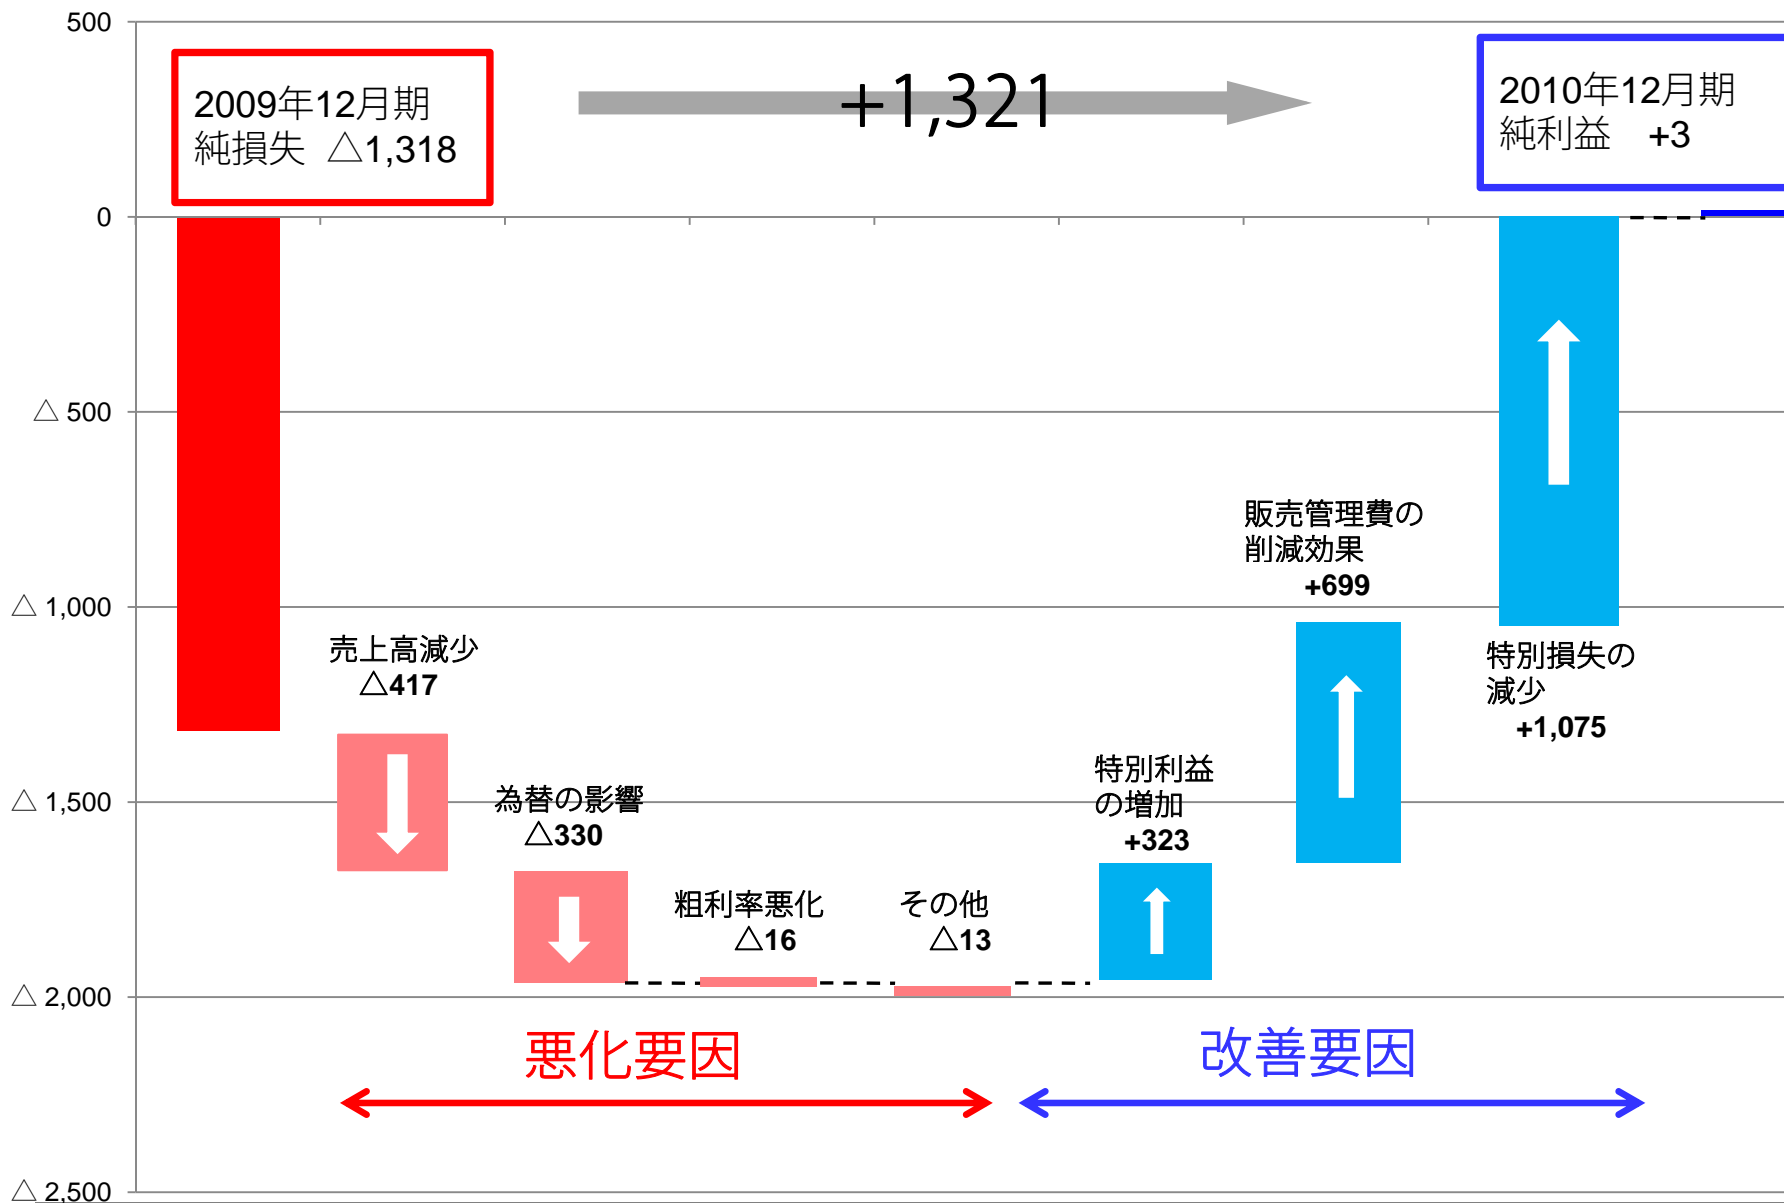 500
0
△ 500
△ 1,000
△ 1,500
△ 2,000
△ 2,500
2009年12月期
純損失 △1,318
+1,321
2010年12月期
純利益 +3
売上高減少
△417
為替の影響
△330
粗利率悪化
△16
その他
△13
特別利益
の増加
+323
販売管理費の
削減効果
+699
特別損失の
減少
+1,075
悪化要因
改善要因